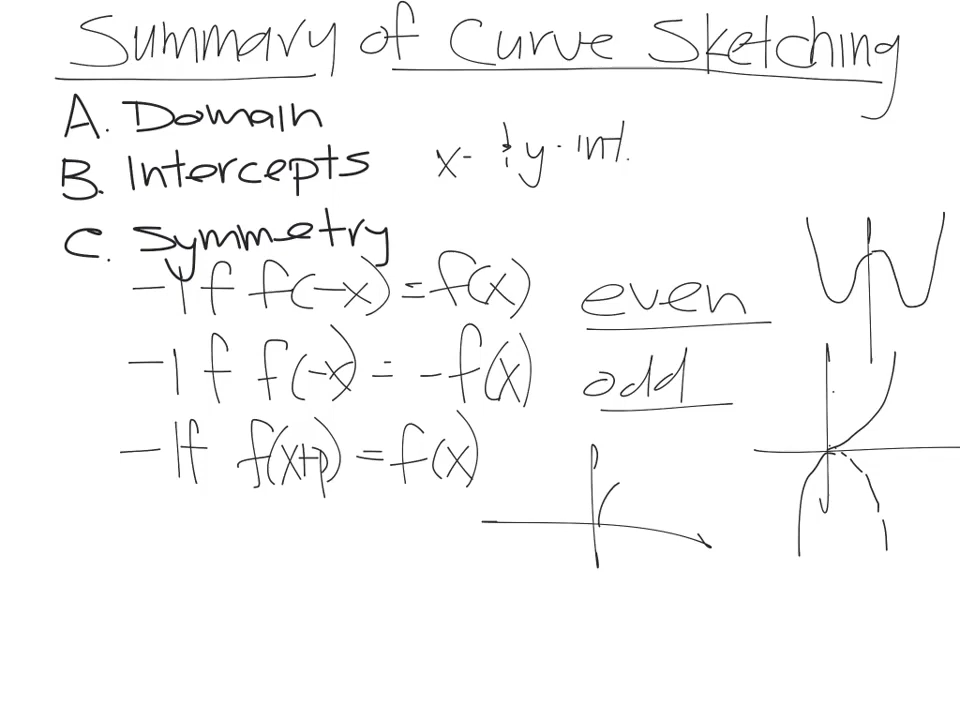 Summary of Curve Sketching
A. Domain
B. Intercepts x- & y-int.
C. Symmetry
- If f(-x) = f(x) even
- If f(-x) = -f(x) odd
- If f(x+p) = f(x)